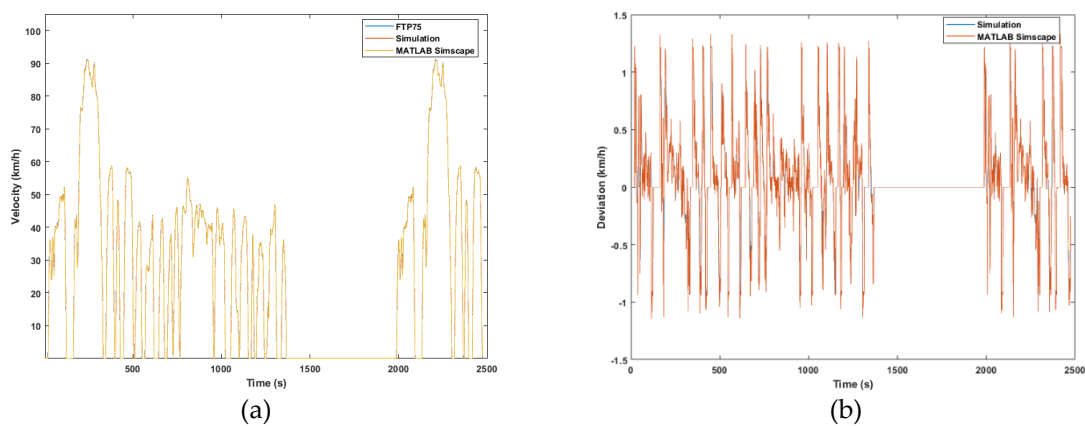 FTP75
Simulation
MATLAB Simscape
100
90
80
70
60
50
40
30
20
10
Velocity (km/h)
500
1000
1500
2000
2500
Time (s)
(a)
Simulation
MATLAB Simscape
1.5
1
0.5
0
-0.5
-1
-1.5
Deviation (km/h)
0
500
1000
1500
2000
2500
Time (s)
(b)